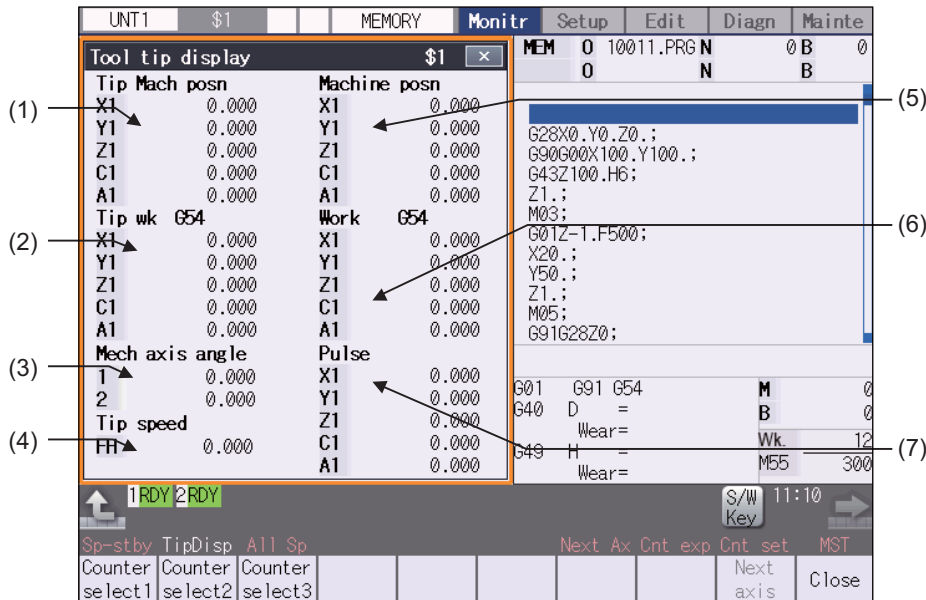 UNT1 $1 MEMORY Monitr Setup Edit Diagn Mainte
Tool tip display $1 ×
MEM O 10011.PRG N 0 B 0
O N B
Tip Mach posn
X1 0.000
Y1 0.000
Z1 0.000
C1 0.000
A1 0.000
Tip wk G54
X1 0.000
Y1 0.000
Z1 0.000
C1 0.000
A1 0.000
Mech axis angle
1 0.000
2 0.000
Tip speed
FR 0.000
Machine posn
X1 0.000
Y1 0.000
Z1 0.000
C1 0.000
A1 0.000
Work G54
X1 0.000
Y1 0.000
Z1 0.000
C1 0.000
A1 0.000
Pulse
X1 0.000
Y1 0.000
Z1 0.000
C1 0.000
A1 0.000
G28X0.Y0.Z0.;
G90G00X100.Y100.;
G43Z100.H6;
Z1.;
M03;
G01Z-1.F500;
X20.;
Y50.;
Z1.;
M05;
G91G28Z0;
G01 G91 G54
G40 D =
Wear=
G49 H =
Wear=
M 0
B 0
Wk. 12
M55 300
1RDY 2RDY
S/W Key 11:10
Sp-stby TipDisp All Sp Next Ax Cnt exp Cnt set MST
Counter select1
Counter select2
Counter select3
Next axis
Close
(1)
(2)
(3)
(4)
(5)
(6)
(7)